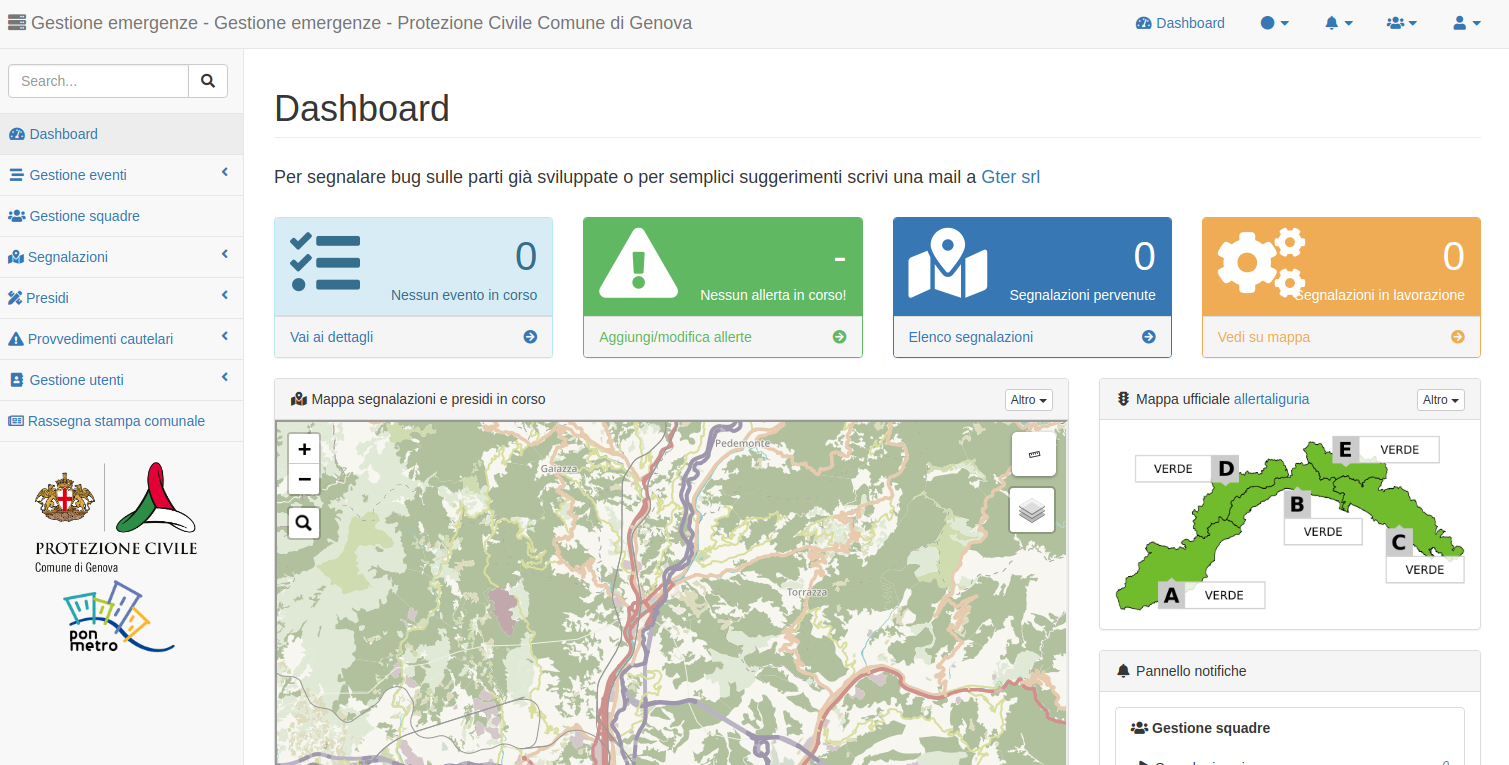 Gestione emergenze - Gestione emergenze - Protezione Civile Comune di Genova
Dashboard
Search...
Dashboard
Gestione eventi
Gestione squadre
Segnalazioni
Presidi
Provvedimenti cautelari
Gestione utenti
Rassegna stampa comunale
PROTEZIONE CIVILE
Comune di Genova
pon
metro
Dashboard
Per segnalare bug sulle parti già sviluppate o per semplici suggerimenti scrivi una mail a Gter srl
0
Nessun evento in corso
Vai ai dettagli
-
Nessun allerta in corso!
Aggiungi/modifica allerte
0
Segnalazioni pervenute
Elenco segnalazioni
0
Segnalazioni in lavorazione
Vedi su mappa
Mappa segnalazioni e presidi in corso
Altro
+
−
Pedemonte
Gaiazza
Torrazza
Mappa ufficiale allertaliguria
Altro
E VERDE
VERDE D
B
VERDE
C
VERDE
A VERDE
Pannello notifiche
Gestione squadre